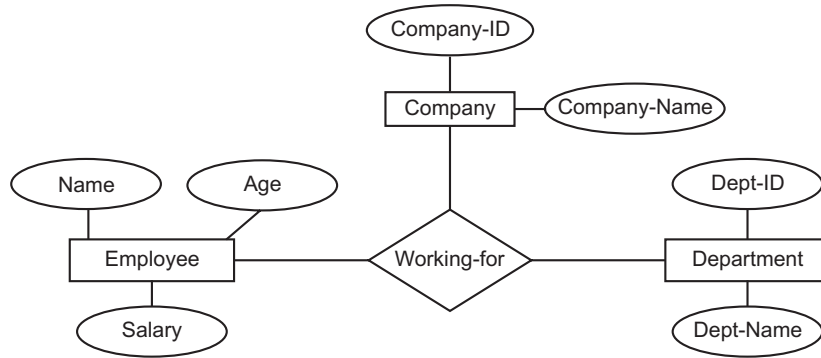 Company-ID
Company
Company-Name
Name
Age
Dept-ID
Employee
Working-for
Department
Salary
Dept-Name